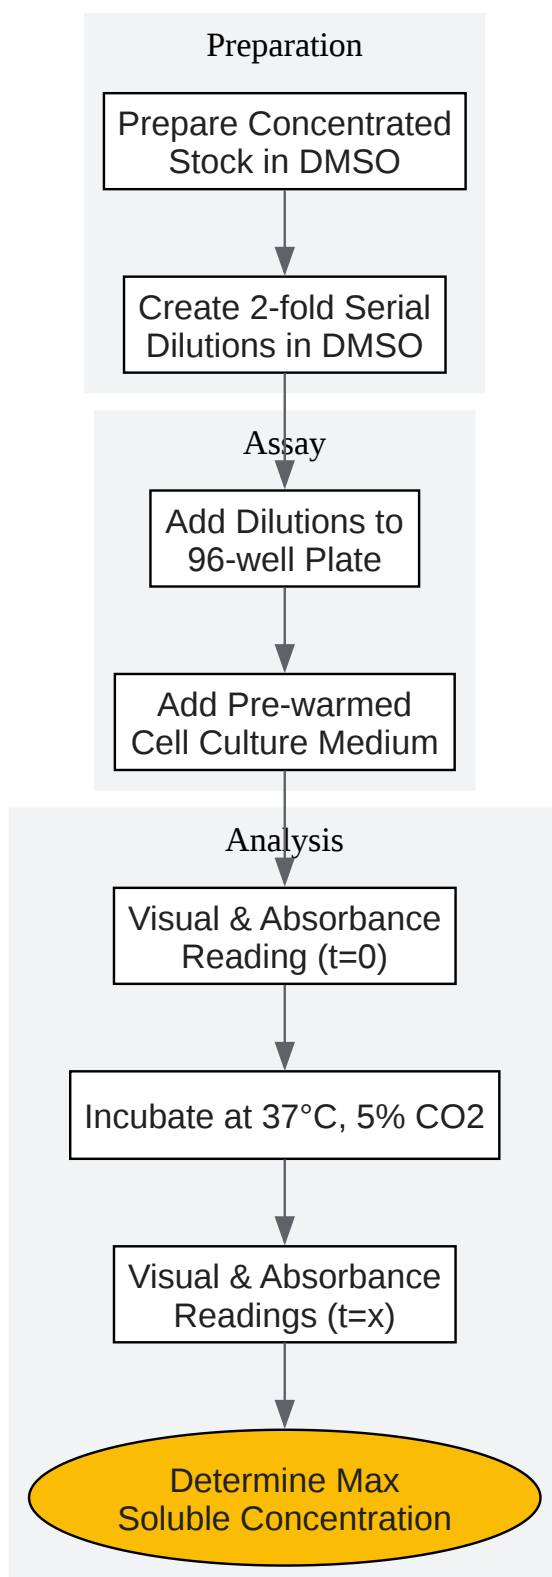 Preparation
Prepare Concentrated
Stock in DMSO
Create 2-fold Serial
Dilutions in DMSO
Assay
Add Dilutions to
96-well Plate
Add Pre-warmed
Cell Culture Medium
Analysis
Visual & Absorbance
Reading (t=0)
Incubate at 37°C, 5% CO2
Visual & Absorbance
Readings (t=x)
Determine Max
Soluble Concentration